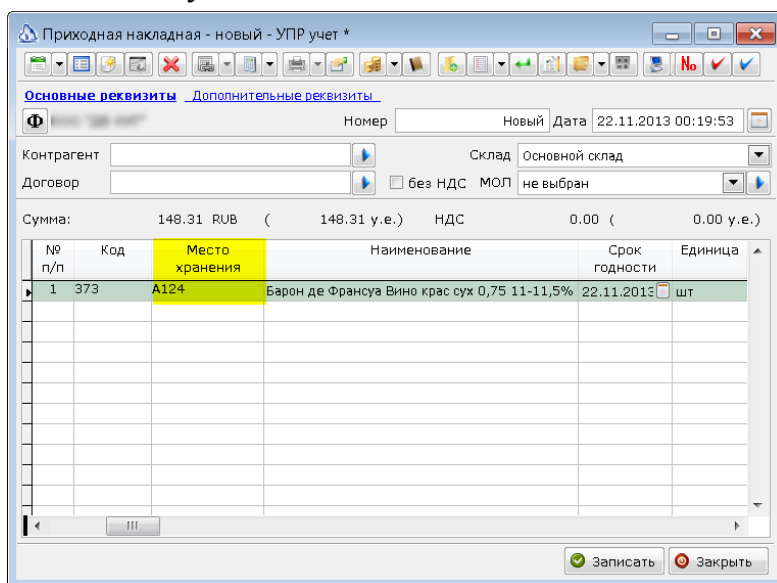 Приходная накладная - новый - УПР учет *
Основные реквизиты Дополнительные реквизиты
Ф Номер Новый Дата 22.11.2013 00:19:53
Контрагент Склад Основной склад
Договор без НДС МОЛ не выбран
Сумма: 148.31 RUB ( 148.31 у.е.) НДС 0.00 ( 0.00 у.е.)
№ п/п Код Место хранения Наименование Срок годности Единица
1 373 А124 Барон де Франсуа Вино крас сух 0,75 11-11,5% 22.11.2013 шт
Записать Закрыть